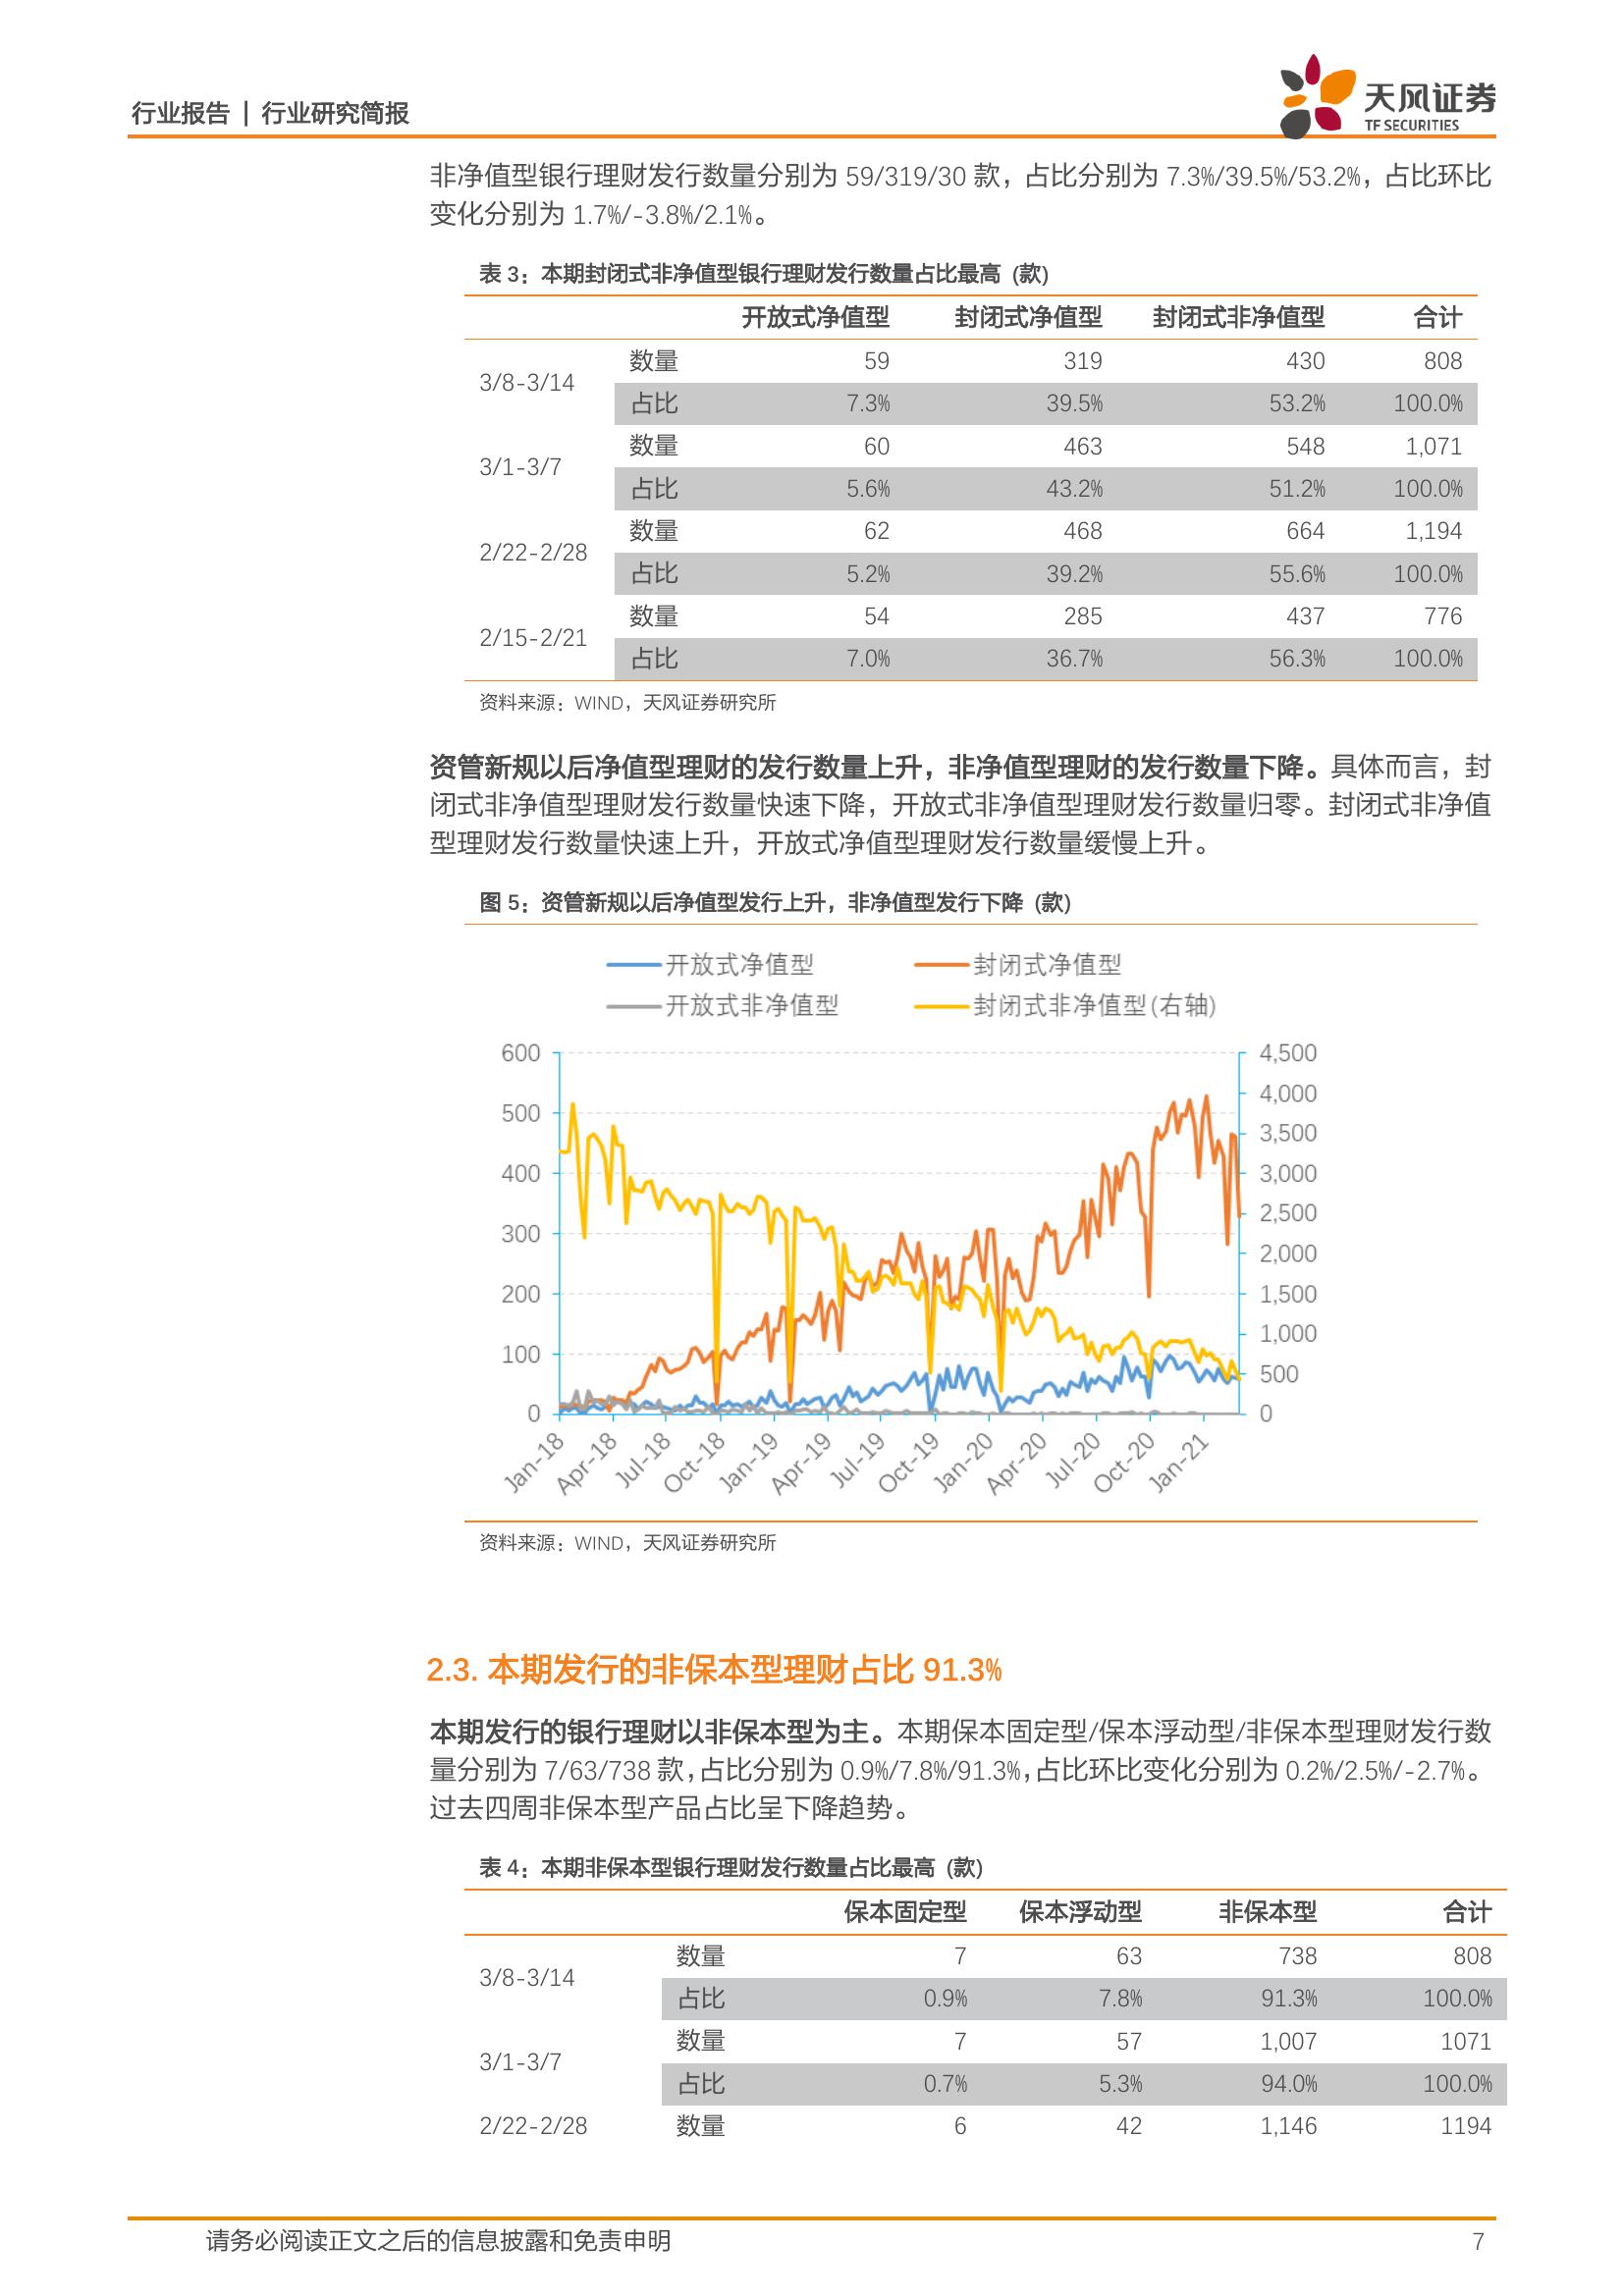 行业报告 | 行业研究简报
天风证券
TF SECURITIES
非净值型银行理财发行数量分别为 59/319/30 款，占比分别为 7.3%/39.5%/53.2%，占比环比
变化分别为 1.7%/-3.8%/2.1%。
表 3：本期封闭式非净值型银行理财发行数量占比最高（款）
开放式净值型 封闭式净值型 封闭式非净值型 合计
3/8-3/14 数量 59 319 430 808
占比 7.3% 39.5% 53.2% 100.0%
3/1-3/7 数量 60 463 548 1,071
占比 5.6% 43.2% 51.2% 100.0%
2/22-2/28 数量 62 468 664 1,194
占比 5.2% 39.2% 55.6% 100.0%
2/15-2/21 数量 54 285 437 776
占比 7.0% 36.7% 56.3% 100.0%
资料来源：WIND，天风证券研究所
资管新规以后净值型理财的发行数量上升，非净值型理财的发行数量下降。具体而言，封
闭式非净值型理财发行数量快速下降，开放式非净值型理财发行数量归零。封闭式非净值
型理财发行数量快速上升，开放式净值型理财发行数量缓慢上升。
图 5：资管新规以后净值型发行上升，非净值型发行下降（款）
开放式净值型 封闭式净值型
开放式非净值型 封闭式非净值型(右轴)
600 4,500
4,000
500 3,500
400 3,000
2,500
300 2,000
200 1,500
1,000
100 500
0 0
Jan-18 Apr-18 Jul-18 Oct-18 Jan-19 Apr-19 Jul-19 Oct-19 Jan-20 Apr-20 Jul-20 Oct-20 Jan-21
资料来源：WIND，天风证券研究所
2.3. 本期发行的非保本型理财占比 91.3%
本期发行的银行理财以非保本型为主。本期保本固定型/保本浮动型/非保本型理财发行数
量分别为 7/63/738 款，占比分别为 0.9%/7.8%/91.3%，占比环比变化分别为 0.2%/2.5%/-2.7%。
过去四周非保本型产品占比呈下降趋势。
表 4：本期非保本型银行理财发行数量占比最高（款）
保本固定型 保本浮动型 非保本型 合计
3/8-3/14 数量 7 63 738 808
占比 0.9% 7.8% 91.3% 100.0%
3/1-3/7 数量 7 57 1,007 1071
占比 0.7% 5.3% 94.0% 100.0%
2/22-2/28 数量 6 42 1,146 1194
请务必阅读正文之后的信息披露和免责申明 7